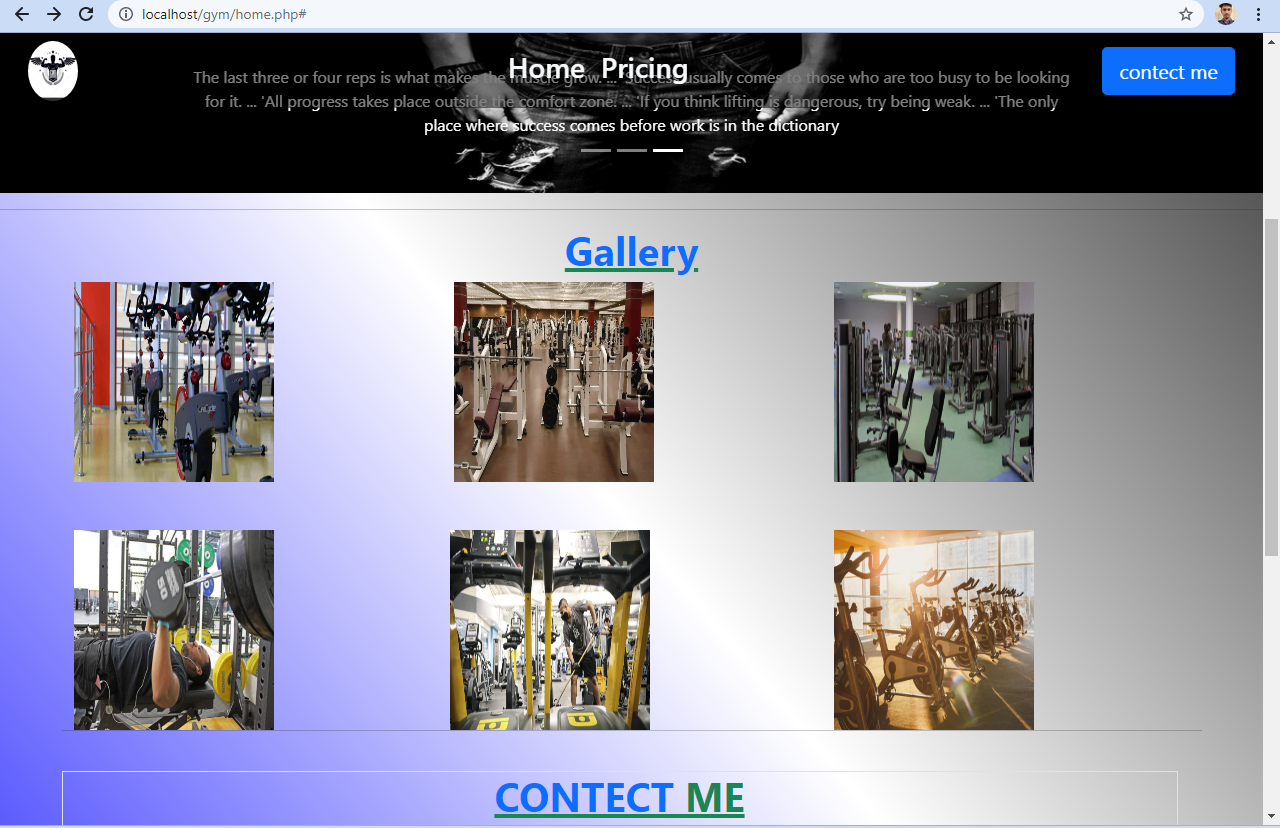 localhost/gym/home.php#
Home Pricing
contect me
The last three or four reps is what makes the muscle grow. ... 'Success usually comes to those who are too busy to be looking
for it. ... 'All progress takes place outside the comfort zone. ... 'If you think lifting is dangerous, try being weak. ... 'The only
place where success comes before work is in the dictionary
Gallery
CONTECT ME